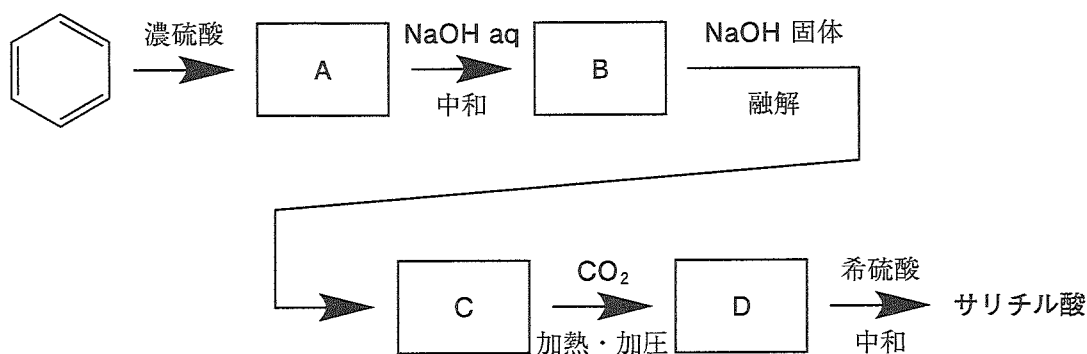 濃硫酸
A
NaOH aq
中和
B
NaOH 固体
融解
C
CO₂
加熱・加圧
D
希硫酸
中和
サリチル酸